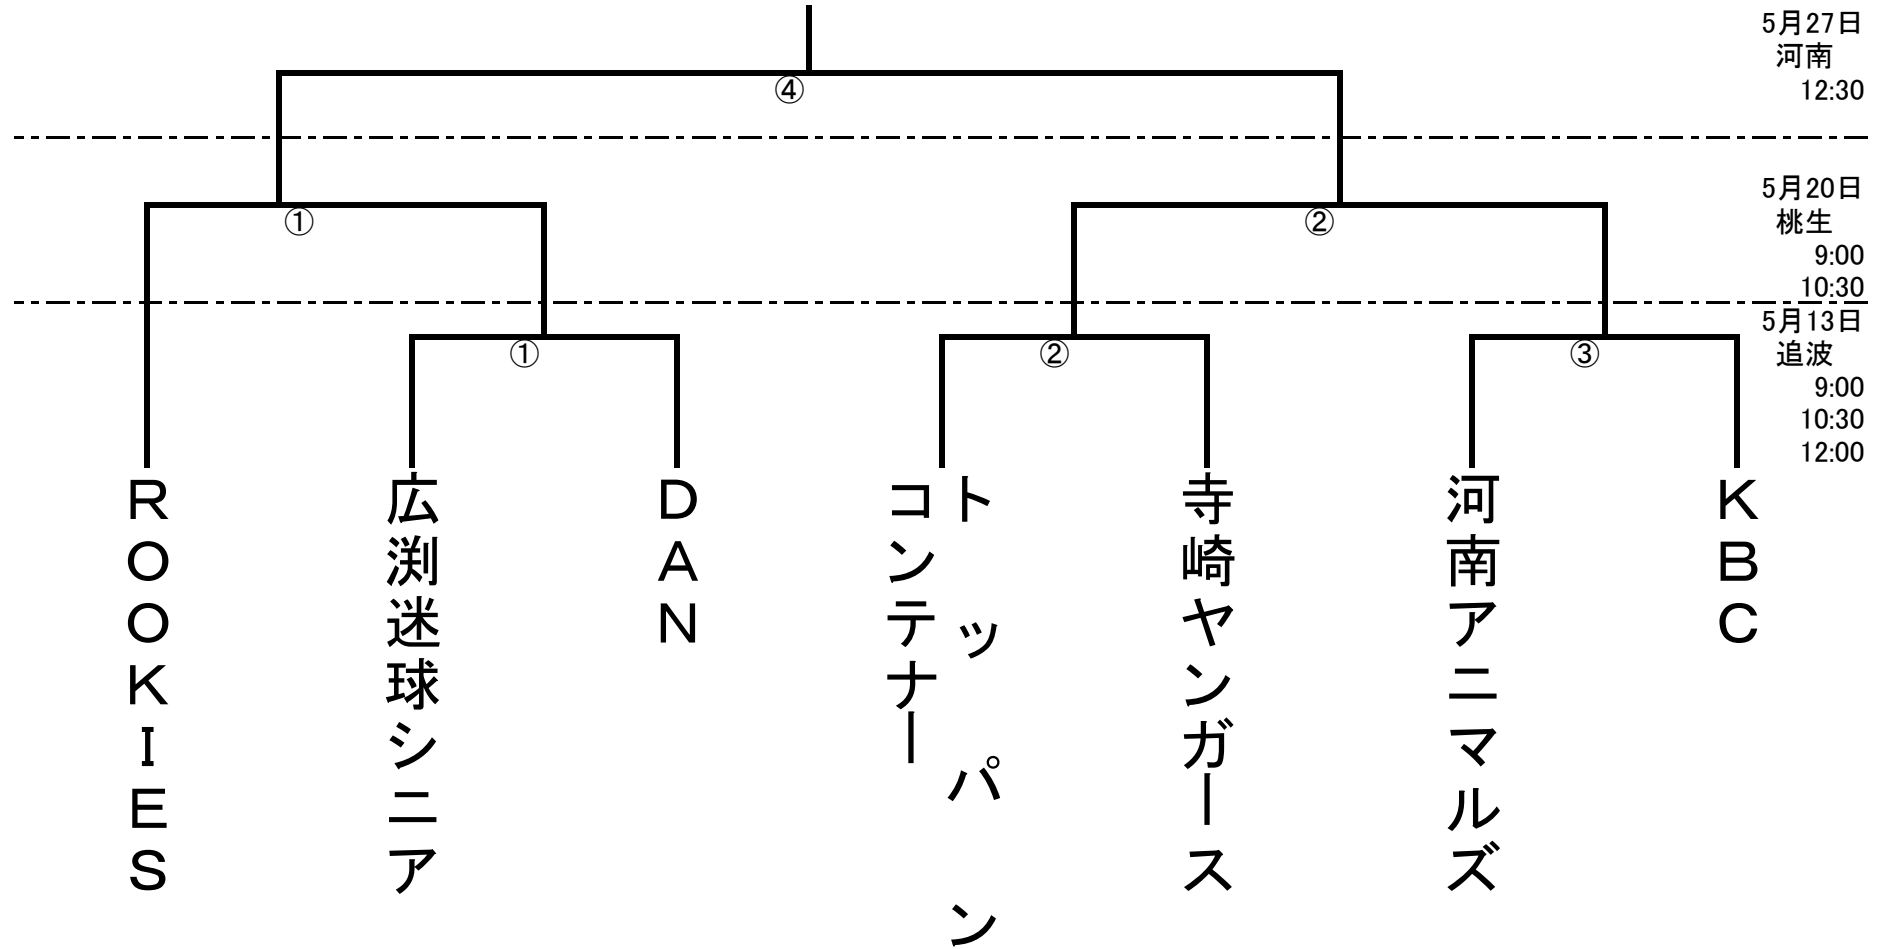 5月27日
河南
12:30
④
5月20日
桃生
9:00
10:30
①
②
5月13日
追波
9:00
10:30
12:00
①
②
③
ROOKIES
広渕迷球シニア
DAN
トッパン
コンテナー
寺崎ヤンガース
河南アニマルズ
KBC